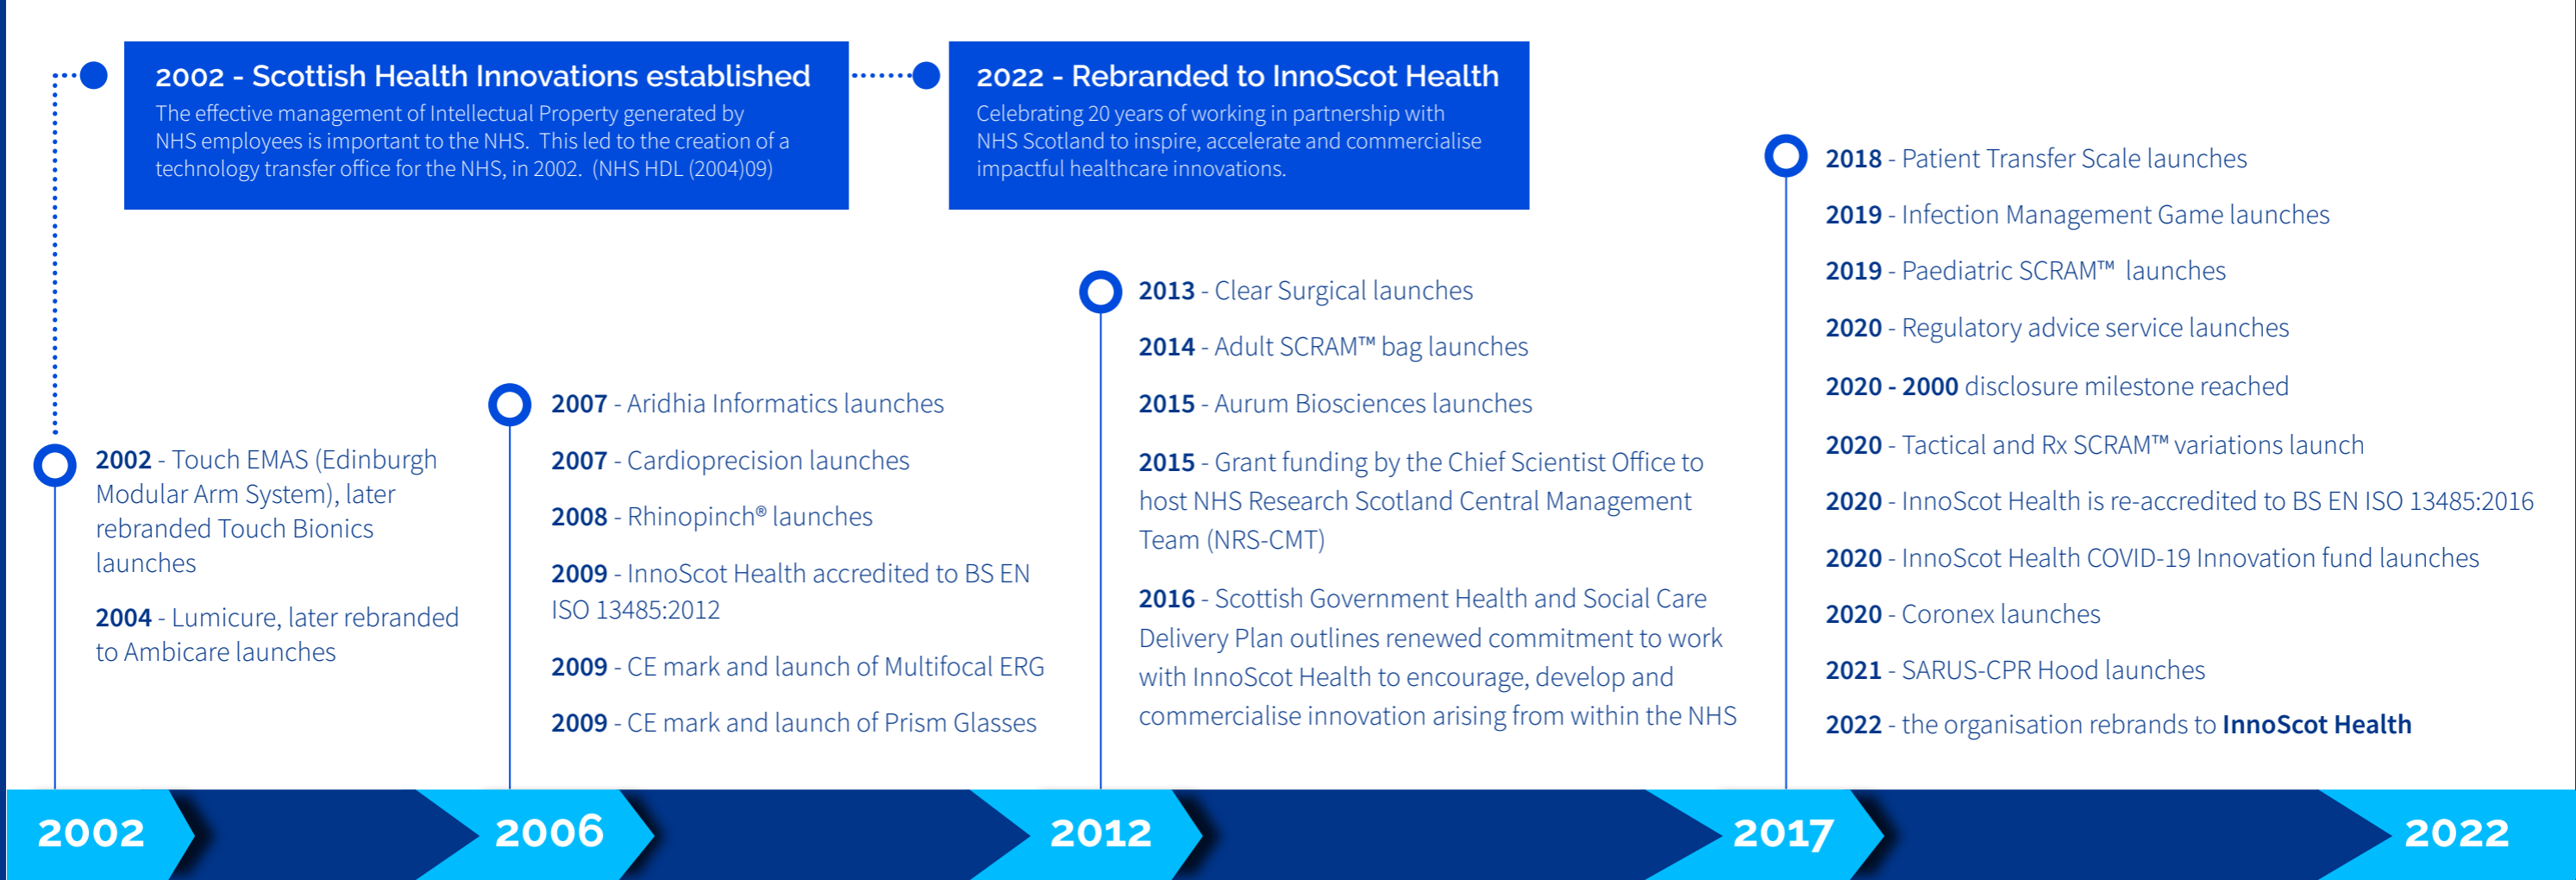 2002 - Scottish Health Innovations established
The effective management of Intellectual Property generated by
NHS employees is important to the NHS.  This led to the creation of a
technology transfer office for the NHS, in 2002.  (NHS HDL (2004)09)
2022 - Rebranded to InnoScot Health
Celebrating 20 years of working in partnership with
NHS Scotland to inspire, accelerate and commercialise
impactful healthcare innovations.
2002 - Touch EMAS (Edinburgh
Modular Arm System), later
rebranded Touch Bionics
launches
2004 - Lumicure, later rebranded
to Ambicare launches
2007 - Aridhia Informatics launches
2007 - Cardioprecision launches
2008 - Rhinopinch® launches
2009 - InnoScot Health accredited to BS EN
ISO 13485:2012
2009 - CE mark and launch of Multifocal ERG
2009 - CE mark and launch of Prism Glasses
2013 - Clear Surgical launches
2014 - Adult SCRAM™ bag launches
2015 - Aurum Biosciences launches
2015 - Grant funding by the Chief Scientist Office to
host NHS Research Scotland Central Management
Team (NRS-CMT)
2016 - Scottish Government Health and Social Care
Delivery Plan outlines renewed commitment to work
with InnoScot Health to encourage, develop and
commercialise innovation arising from within the NHS
2018 - Patient Transfer Scale launches
2019 - Infection Management Game launches
2019 - Paediatric SCRAM™  launches
2020 - Regulatory advice service launches
2020 - 2000 disclosure milestone reached
2020 - Tactical and Rx SCRAM™ variations launch
2020 - InnoScot Health is re-accredited to BS EN ISO 13485:2016
2020 - InnoScot Health COVID-19 Innovation fund launches
2020 - Coronex launches
2021 - SARUS-CPR Hood launches
2022 - the organisation rebrands to InnoScot Health
2002
2006
2012
2017
2022